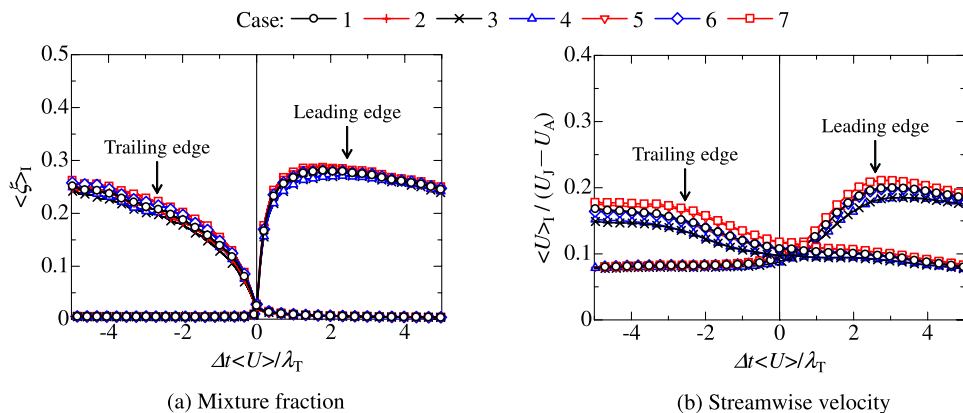 Case: 1 2 3 4 5 6 7
0.5
0.4
0.3
0.2
0.1
0
<ξ>I
Trailing edge
Leading edge
-4 -2 0 2 4
Δt<U>/λT
(a) Mixture fraction
0.4
0.3
0.2
0.1
0
<U>I / (UJ — UA)
Trailing edge
Leading edge
-4 -2 0 2 4
Δt<U>/λT
(b) Streamwise velocity